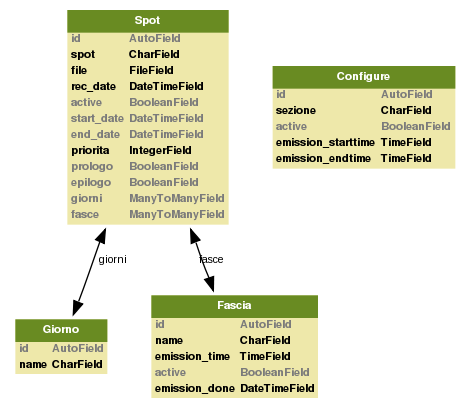 Spot
id AutoField
spot CharField
file FileField
rec_date DateTimeField
active BooleanField
start_date DateTimeField
end_date DateTimeField
priorita IntegerField
prologo BooleanField
epilogo BooleanField
giorni ManyToManyField
fasce ManyToManyField
Configure
id AutoField
sezione CharField
active BooleanField
emission_starttime TimeField
emission_endtime TimeField
giorni
fasce
Giorno
id AutoField
name CharField
Fascia
id AutoField
name CharField
emission_time TimeField
active BooleanField
emission_done DateTimeField